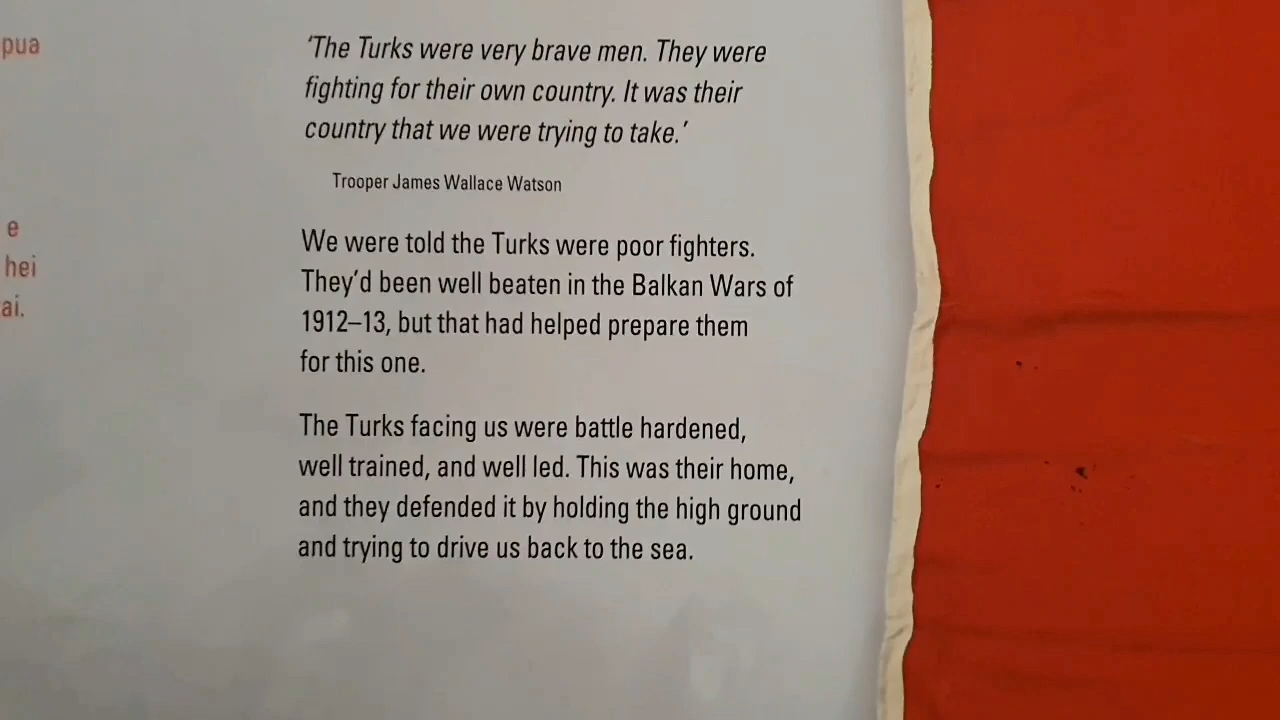 pua
e
hei
ai.
‘The Turks were very brave men. They were
fighting for their own country. It was their
country that we were trying to take.’
Trooper James Wallace Watson
We were told the Turks were poor fighters.
They’d been well beaten in the Balkan Wars of
1912–13, but that had helped prepare them
for this one.
The Turks facing us were battle hardened,
well trained, and well led. This was their home,
and they defended it by holding the high ground
and trying to drive us back to the sea.